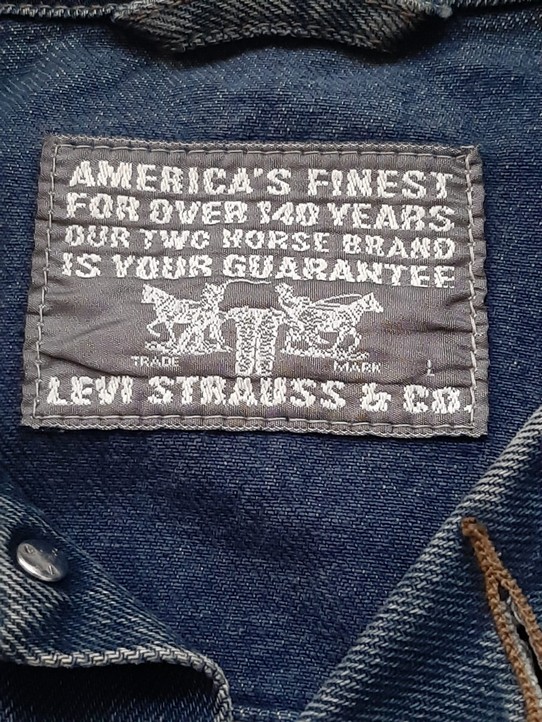 AMERICA'S FINEST
FOR OVER 140 YEARS
OUR TWO HORSE BRAND
IS YOUR GUARANTEE
TRADE MARK L
LEVI STRAUSS & CO.